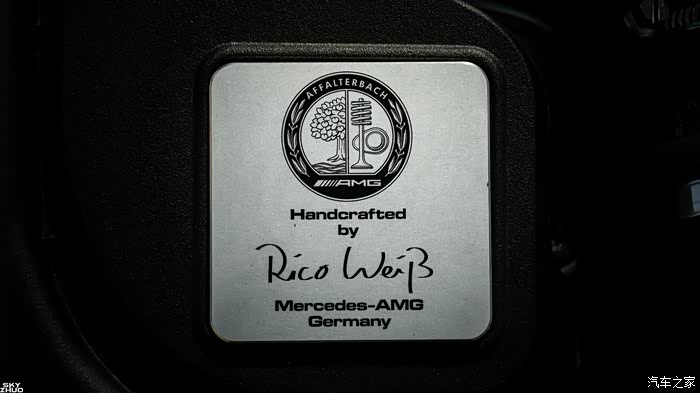 AFFALTERBACH
AMG
Handcrafted
by
Rico Weiß
Mercedes-AMG
Germany
SKY
ZHUO
汽车之家